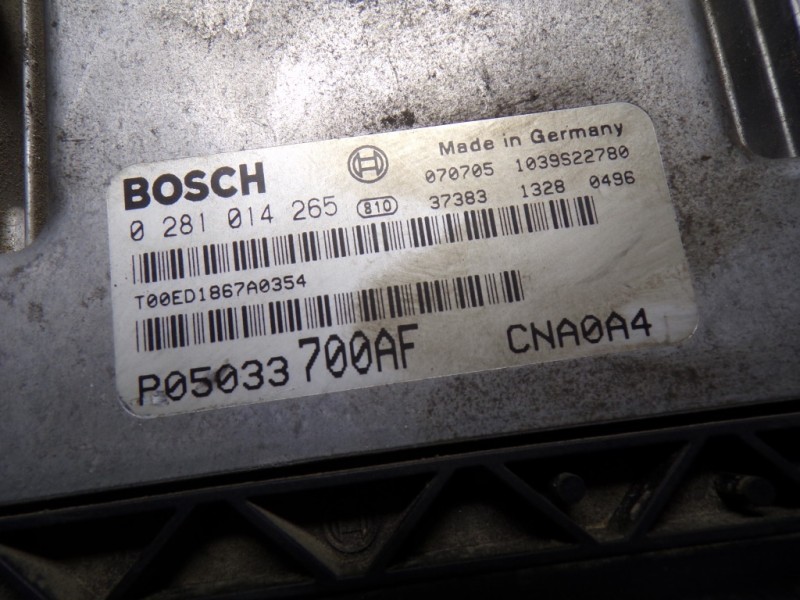 Made in Germany
BOSCH 070705 1039S22780
0 281 014 265 810 37383 1328 0496
T00ED1867A0354
P05033700AF CNA0A4